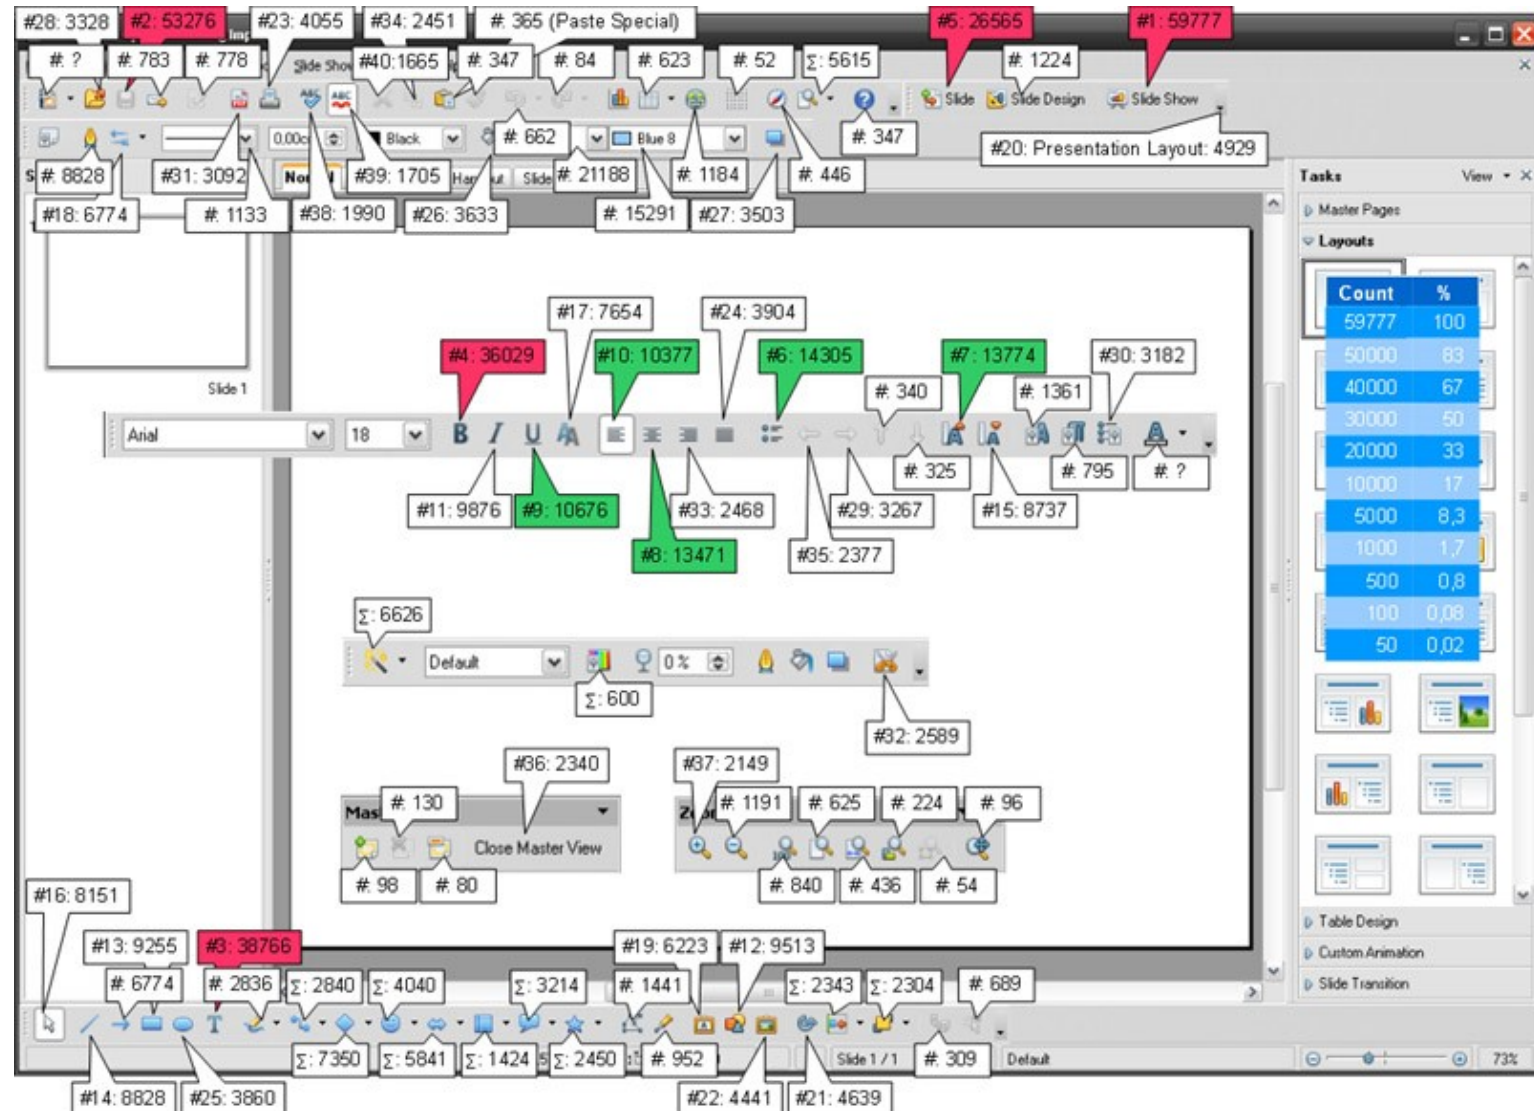 #28: 3328 #2: 53276 #23: 4055 #34: 2451 #: 365 (Paste Special) #5: 26565 #1: 59777
#: ? #: 783 #: 778 Slide Sho #40:1665 #: 347 #: 84 #: 623 #: 52 Σ: 5615 #: 1224
Slide Slide Design Slide Show
0,00c Black #: 662 Blue 8 #: 347 #20: Presentation Layout: 4929
#: 8828 #31: 3092 #39: 1705 Slide #: 21188 #: 1184 #: 446 Tasks View
#18: 6774 #: 1133 #38: 1990 #26: 3633 #: 15291 #27: 3503 Master Pages
Layouts
Count %
59777 100
50000 83
40000 67
30000 50
20000 33
10000 17
5000 8,3
1000 1,7
500 0,8
100 0,08
50 0,02
Slide 1
#17: 7654 #24: 3904
#4: 36029 #10: 10377 #6: 14305 #7: 13774 #30: 3182
#: 340 #: 1361
Arial 18 B I U
#: 325 #: 795 #: ?
#11: 9876 #9: 10676 #33: 2468 #29: 3267 #15: 8737
#8: 13471 #35: 2377
Σ: 6626
Default 0 %
Σ: 600
#32: 2589
#36: 2340 #37: 2149
Mas #: 130 #: 1191 #: 625 #: 224 #: 96
Close Master View
#: 98 #: 80 #: 840 #: 436 #: 54
#16: 8151
Table Design
Custom Animation
Slide Transition
#13: 9255 #3: 38766 #19: 6223 #12: 9513
#: 6774 #: 2836 Σ: 2840 Σ: 4040 Σ: 3214 #: 1441 Σ: 2343 Σ: 2304 #: 689
T
Σ: 7350 Σ: 5841 Σ: 1424 Σ: 2450 #: 952 Slide 1 / 1 #: 309 Default 73%
#14: 8828 #25: 3860 #22: 4441 #21: 4639